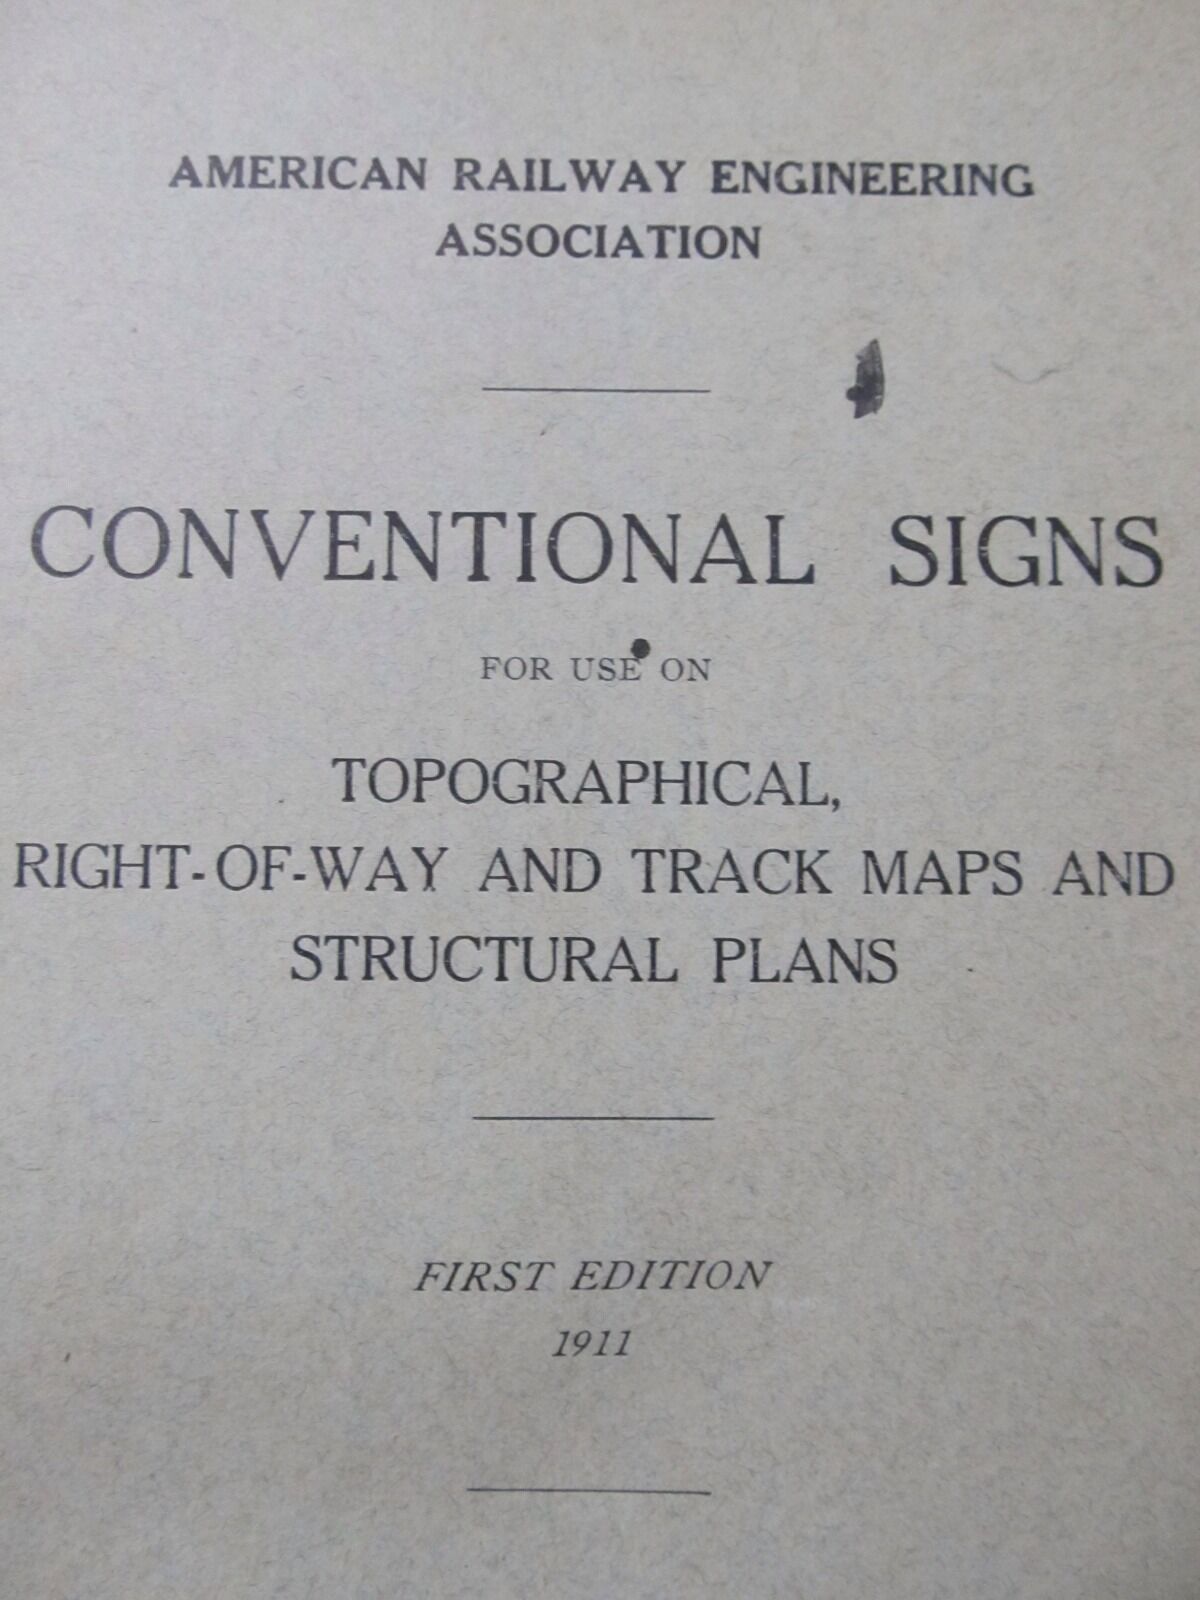 AMERICAN RAILWAY ENGINEERING
ASSOCIATION
CONVENTIONAL SIGNS
FOR USE ON
TOPOGRAPHICAL,
RIGHT-OF-WAY AND TRACK MAPS AND
STRUCTURAL PLANS
FIRST EDITION
1911